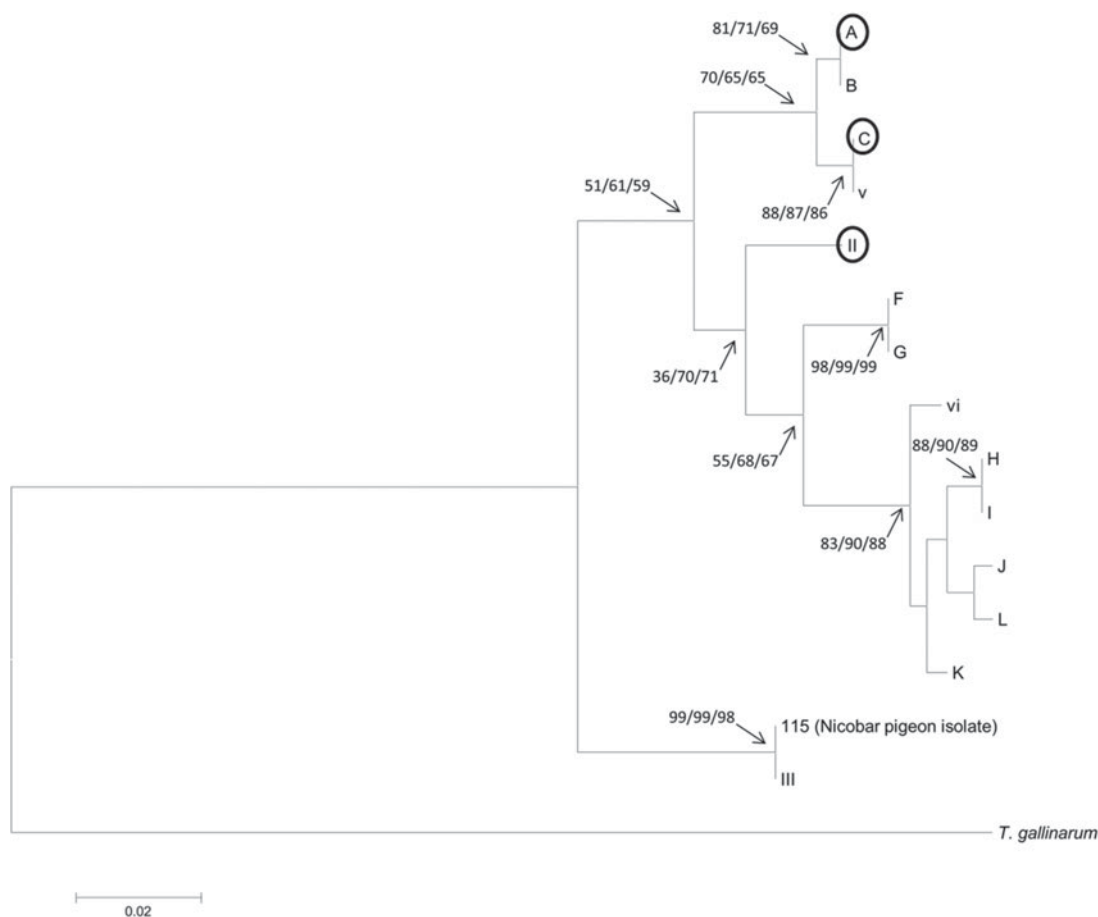 81/71/69
A
70/65/65
B
C
51/61/59
v
88/87/86
II
F
98/99/99
G
36/70/71
vi
88/90/89
H
55/68/67
I
83/90/88
J
L
K
99/99/98
115 (Nicobar pigeon isolate)
III
T. gallinarum
0.02